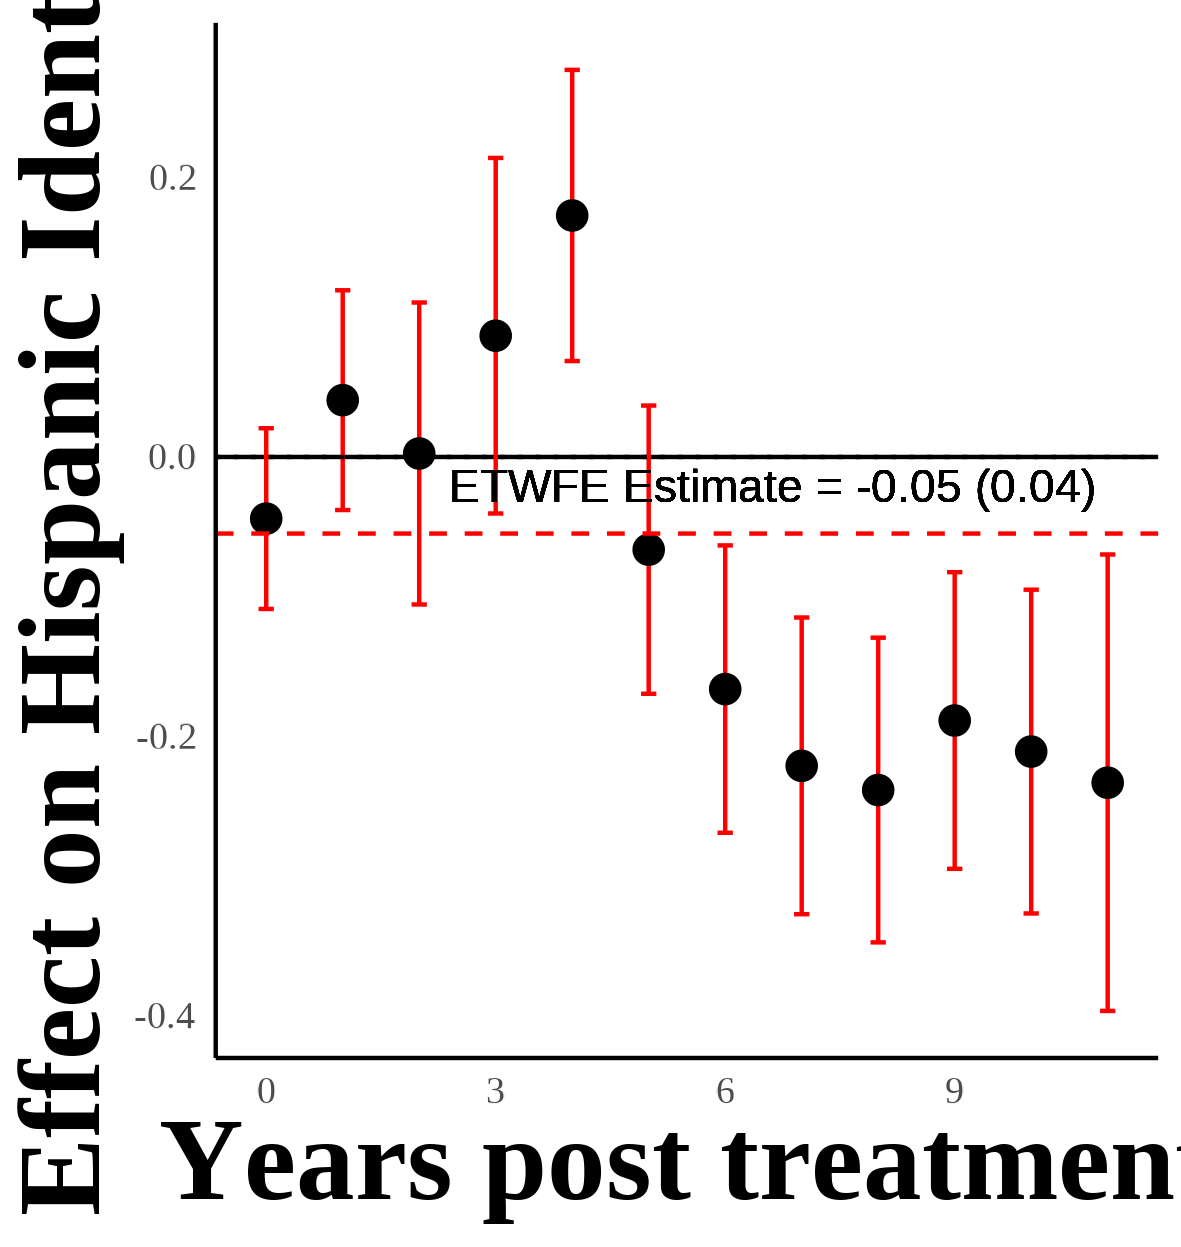 Effect on Hispanic Ident
0.2
0.0
-0.2
-0.4
ETWFE Estimate = -0.05 (0.04)
0 3 6 9
Years post treatment